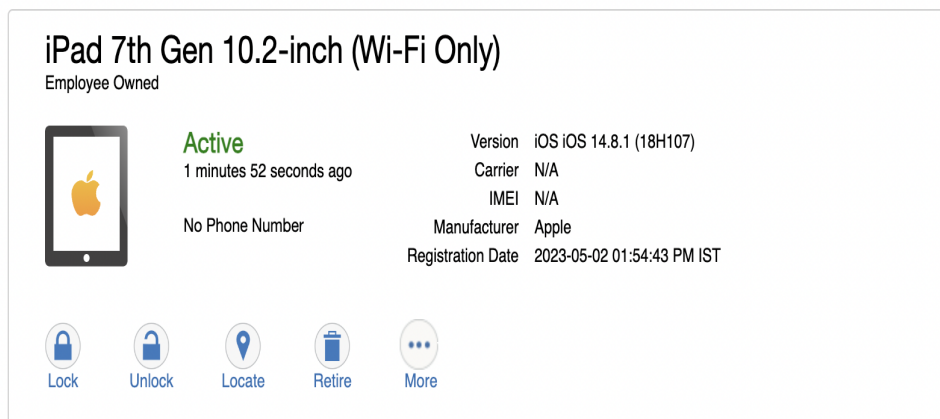 iPad 7th Gen 10.2-inch (Wi-Fi Only)
Employee Owned
Active
1 minutes 52 seconds ago
No Phone Number
Version iOS iOS 14.8.1 (18H107)
Carrier N/A
IMEI N/A
Manufacturer Apple
Registration Date 2023-05-02 01:54:43 PM IST
Lock Unlock Locate Retire More